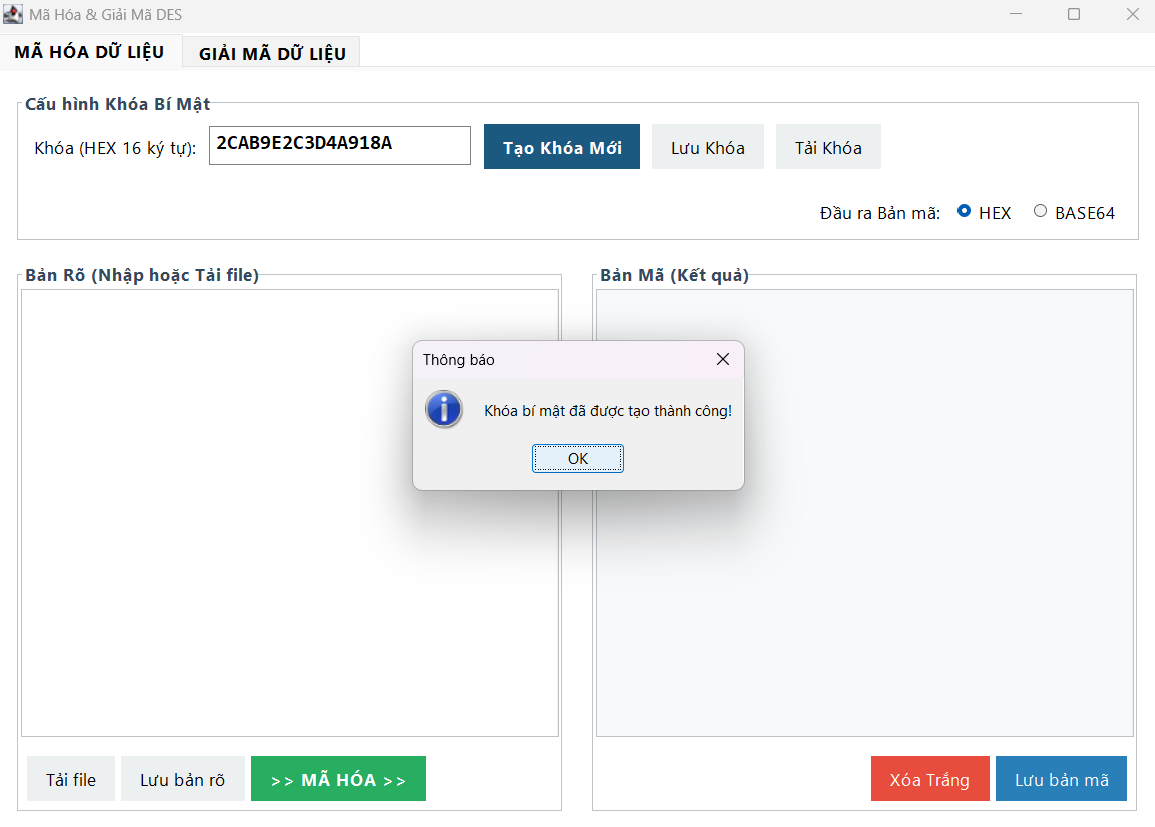 Mã Hóa & Giải Mã DES
MÃ HÓA DỮ LIỆU
GIẢI MÃ DỮ LIỆU
Cấu hình Khóa Bí Mật
Khóa (HEX 16 ký tự): 2CAB9E2C3D4A918A Tạo Khóa Mới Lưu Khóa Tải Khóa
Đầu ra Bản mã: HEX BASE64
Bản Rõ (Nhập hoặc Tải file)
Bản Mã (Kết quả)
Thông báo
Khóa bí mật đã được tạo thành công!
OK
Tải file Lưu bản rõ >> MÃ HÓA >>
Xóa Trắng Lưu bản mã